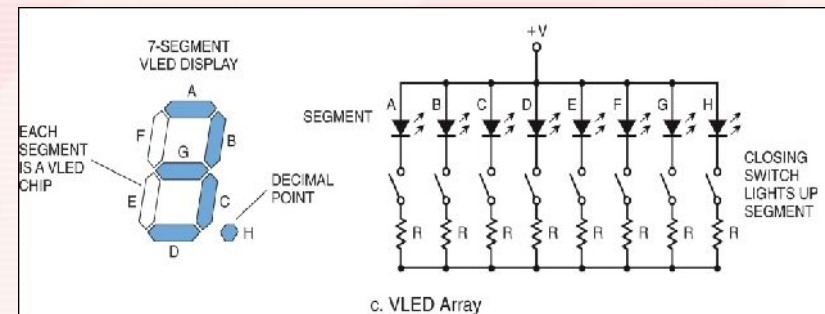 7-SEGMENT
VLED DISPLAY
A
F
B
G
EACH
SEGMENT
IS A VLED
CHIP
E
C
DECIMAL
POINT
H
D
+V
SEGMENT
A B C D E F G H
CLOSING
SWITCH
LIGHTS UP
SEGMENT
R R R R R R R R
c. VLED Array